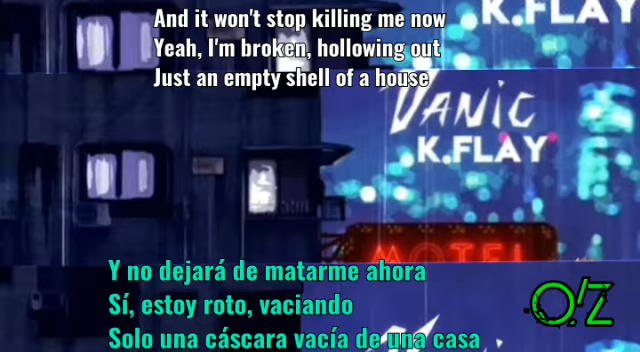 K.FLAY
And it won't stop killing me now
Yeah, I'm broken, hollowing out
Just an empty shell of a house
VANIC
K.FLAY
MOTEL
Y no dejará de matarme ahora
Sí, estoy roto, vaciando
Solo una cáscara vacía de una casa
O/Z